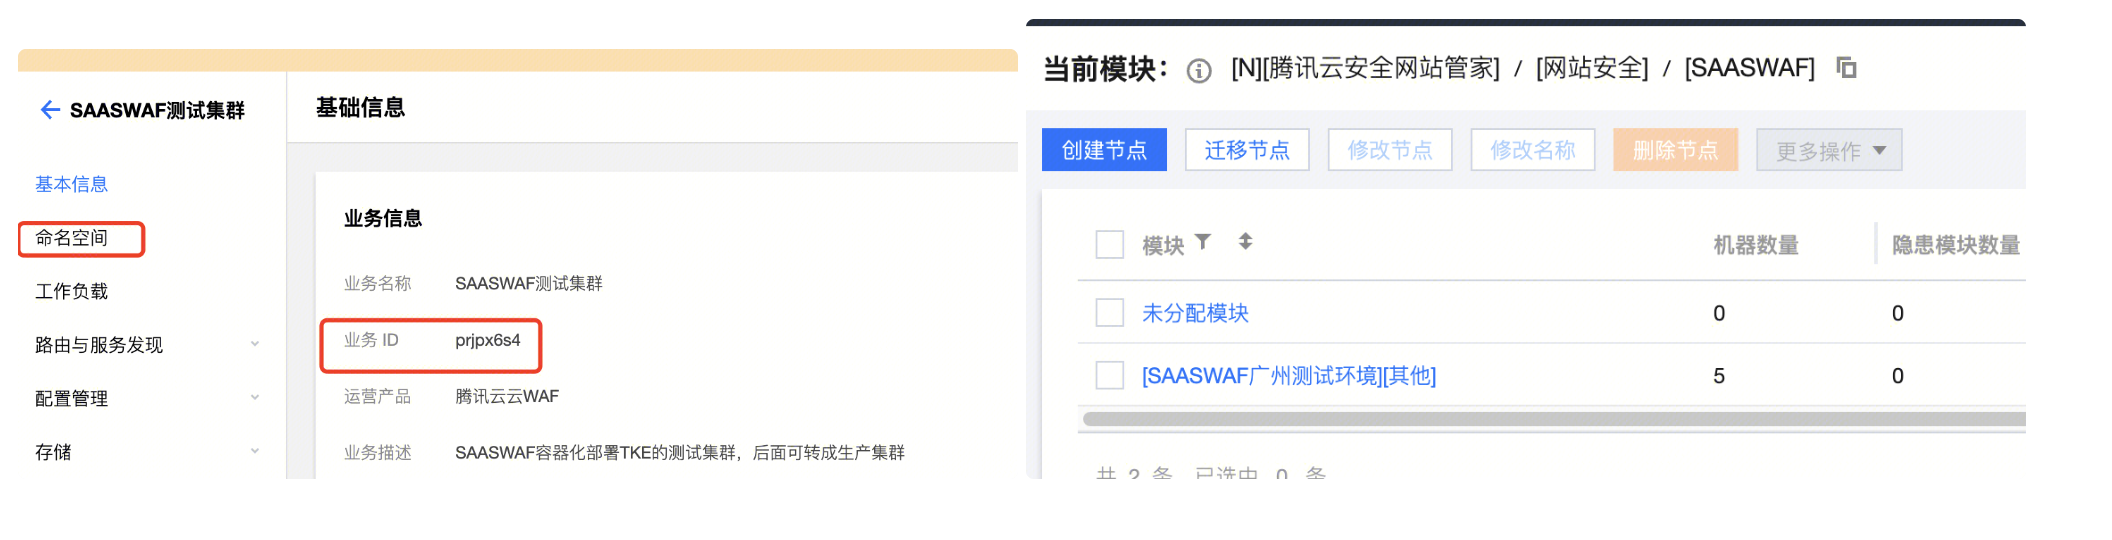 SAASWAF测试集群
基本信息
命名空间
工作负载
路由与服务发现
配置管理
存储
基础信息
业务信息
业务名称 SAASWAF测试集群
业务 ID prjpx6s4
运营产品 腾讯云云WAF
业务描述 SAASWAF容器化部署TKE的测试集群，后面可转成生产集群
当前模块： [N][腾讯云安全网站管家] / [网站安全] / [SAASWAF]
创建节点 迁移节点 修改节点 修改名称 删除节点 更多操作
模块 机器数量 隐患模块数量
未分配模块 0 0
[SAASWAF广州测试环境][其他] 5 0
共 2 条 已选中 0 条